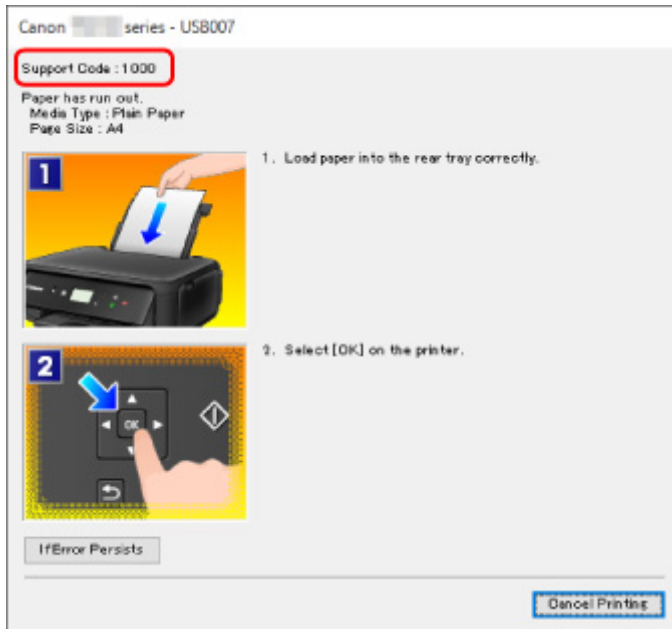 Canon series - USB007
Support Code : 1000
Paper has run out.
Media Type : Plain Paper
Page Size : A4
1
1. Load paper into the rear tray correctly.
2
2. Select [OK] on the printer.
OK
If Error Persists
Cancel Printing